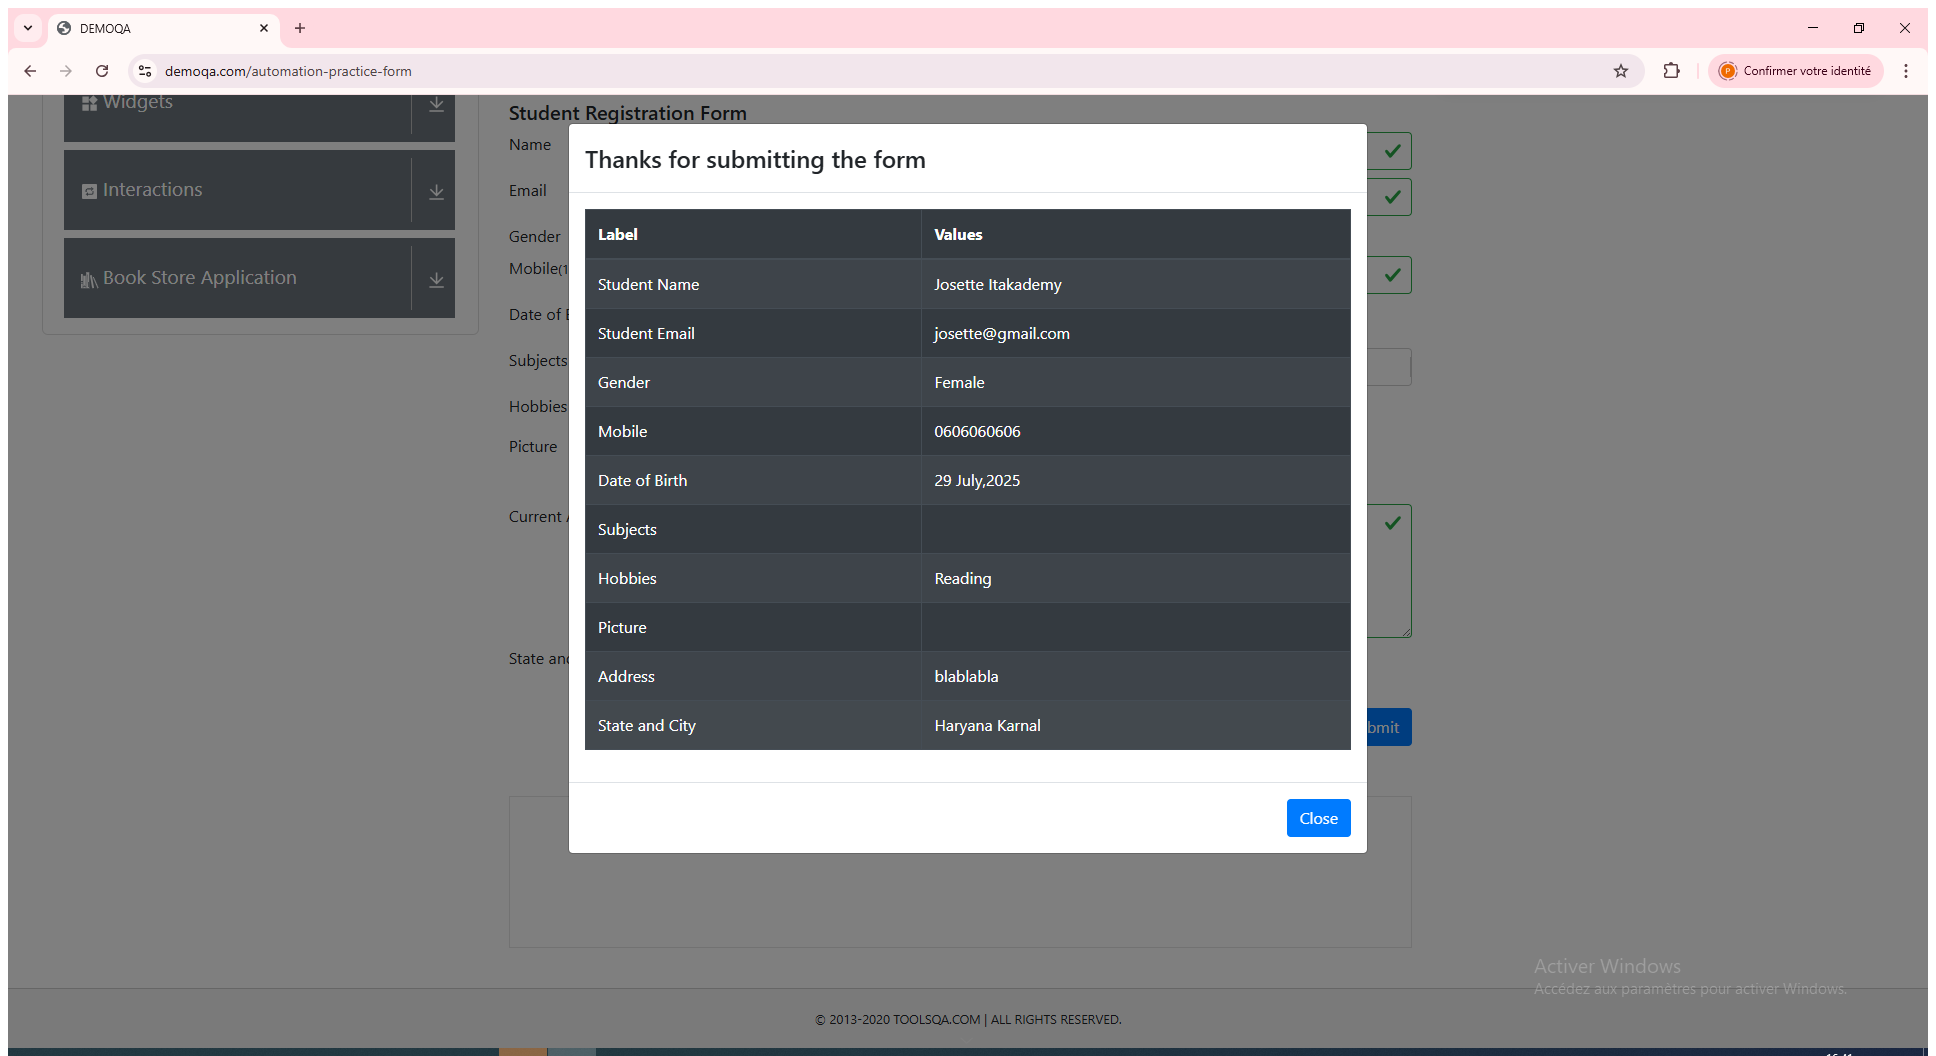 DEMOQA
demoqa.com/automation-practice-form
Confirmer votre identité
Widgets
Interactions
Book Store Application
Student Registration Form
Name
Email
Gender
Mobile(1
Date of B
Subjects
Hobbies
Picture
Current A
State and
bmit
Thanks for submitting the form
Label Values
Student Name Josette Itakademy
Student Email josette@gmail.com
Gender Female
Mobile 0606060606
Date of Birth 29 July,2025
Subjects
Hobbies Reading
Picture
Address blablabla
State and City Haryana Karnal
Close
Activer Windows
Accédez aux paramètres pour activer Windows.
© 2013-2020 TOOLSQA.COM | ALL RIGHTS RESERVED.